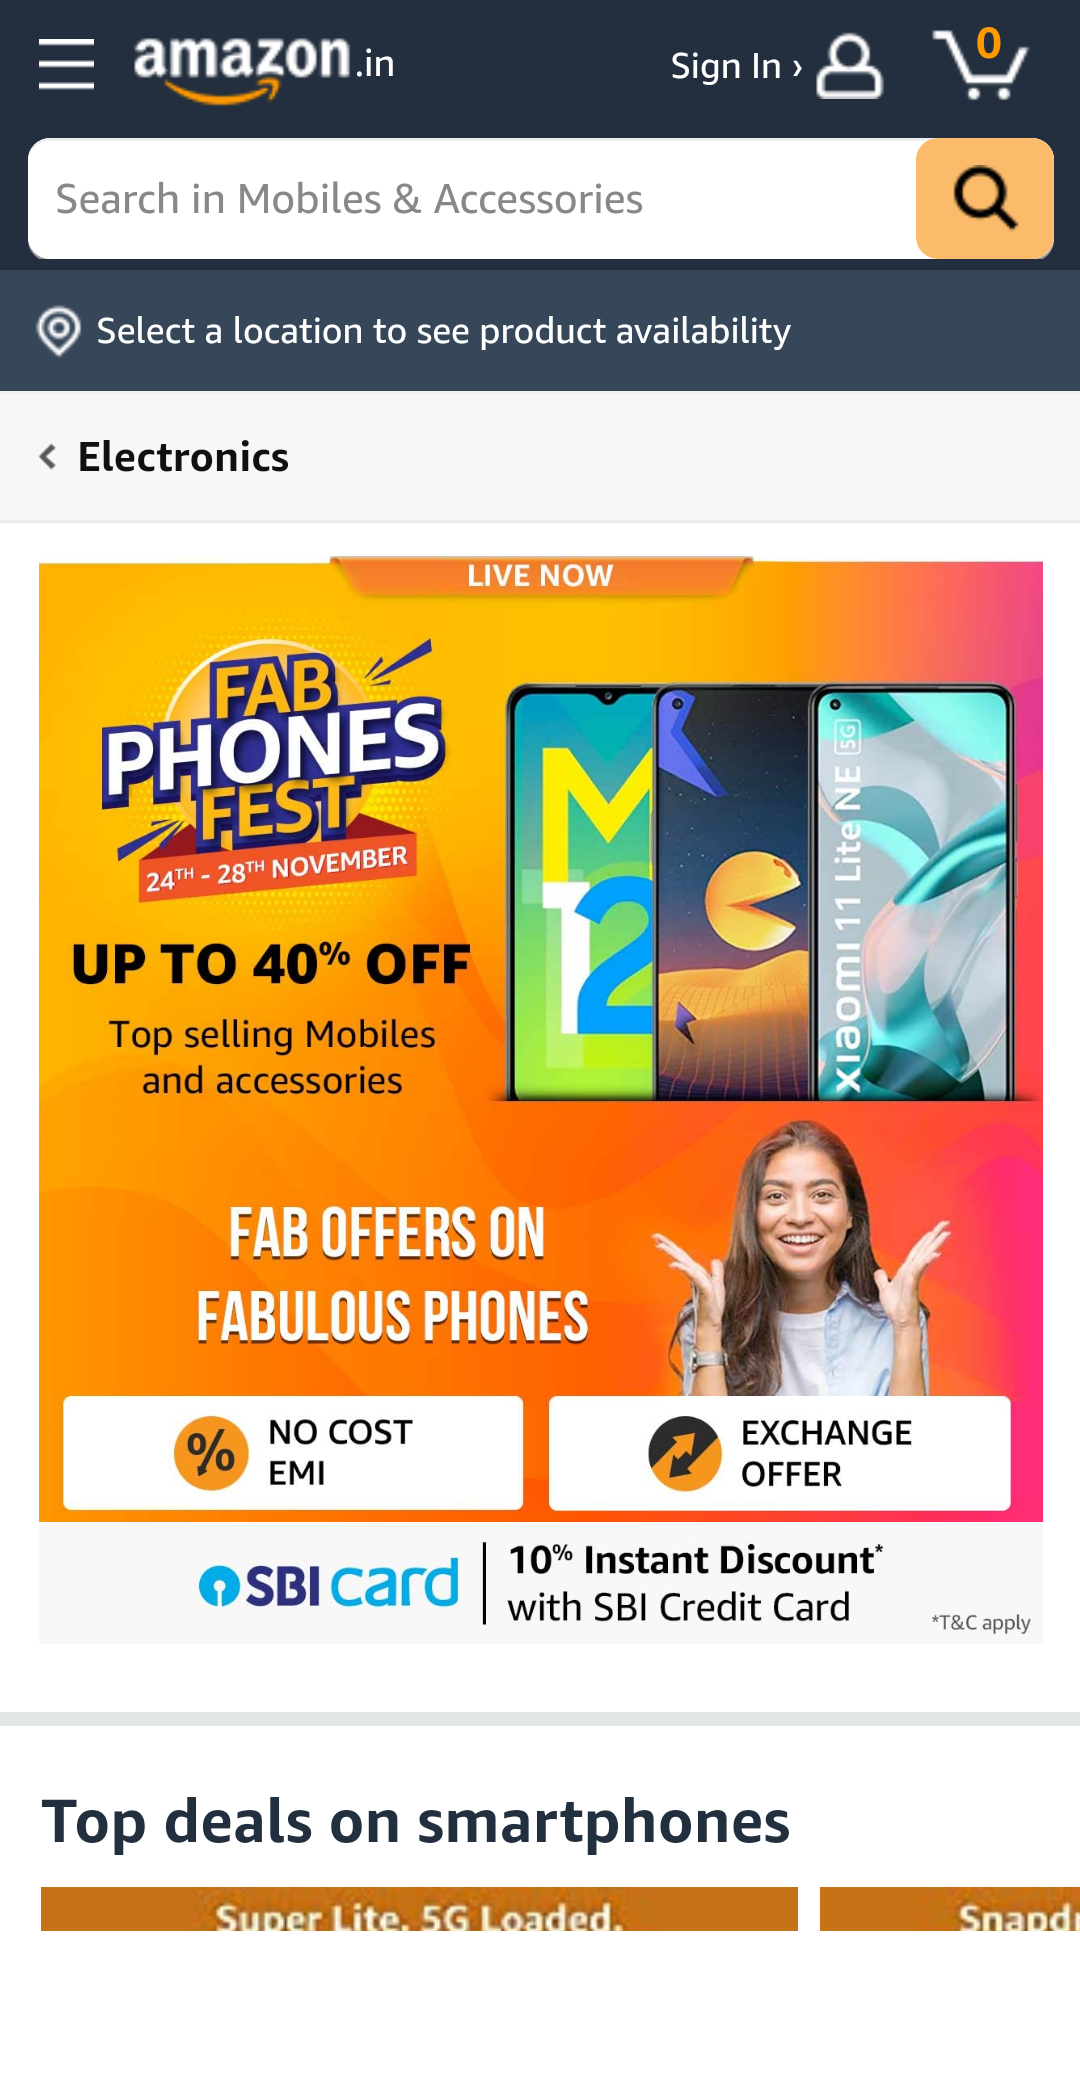 amazon.in
Sign In ›
0
Search in Mobiles & Accessories
Select a location to see product availability
Electronics
LIVE NOW
FAB
PHONES
FEST
24TH - 28TH NOVEMBER
UP TO 40% OFF
Top selling Mobiles
and accessories
M
12
xiaomi 11 Lite NE 5G
FAB OFFERS ON
FABULOUS PHONES
% NO COST
EMI
EXCHANGE
OFFER
SBI card
10% Instant Discount*
with SBI Credit Card
*T&C apply
Top deals on smartphones
Super Lite. 5G Loaded.